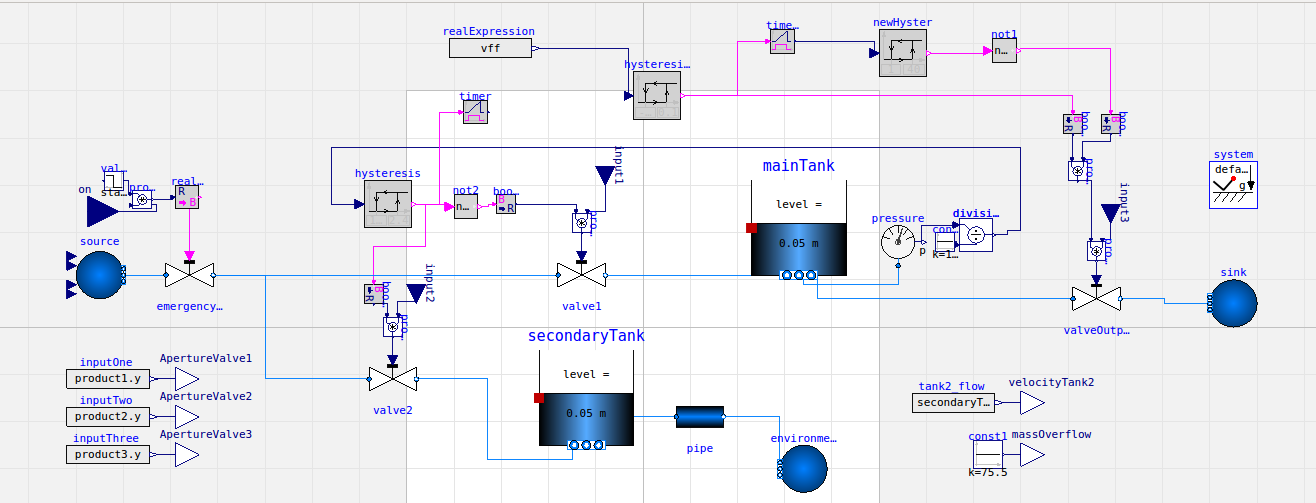 realExpression
vff
hysteresi...
time...
newHyster
not1
n...
timer
B
R
boo...
B
R
boo...
pro...
input3
pro...
system
defa...
g
val...
on
sta...
pro...
real...
R
B
hysteresis
not2
n...
boo...
B
R
input1
pro...
mainTank
level =
0.05 m
pressure
p
con...
k=1...
divisi...
source
emergency...
valve1
sink
valveOutp...
B
R
boo...
input2
pro...
valve2
secondaryTank
level =
0.05 m
pipe
environme...
inputOne
product1.y
ApertureValve1
inputTwo
product2.y
ApertureValve2
inputThree
product3.y
ApertureValve3
tank2_flow
secondaryT...
velocityTank2
const1
k=75.5
massOverflow